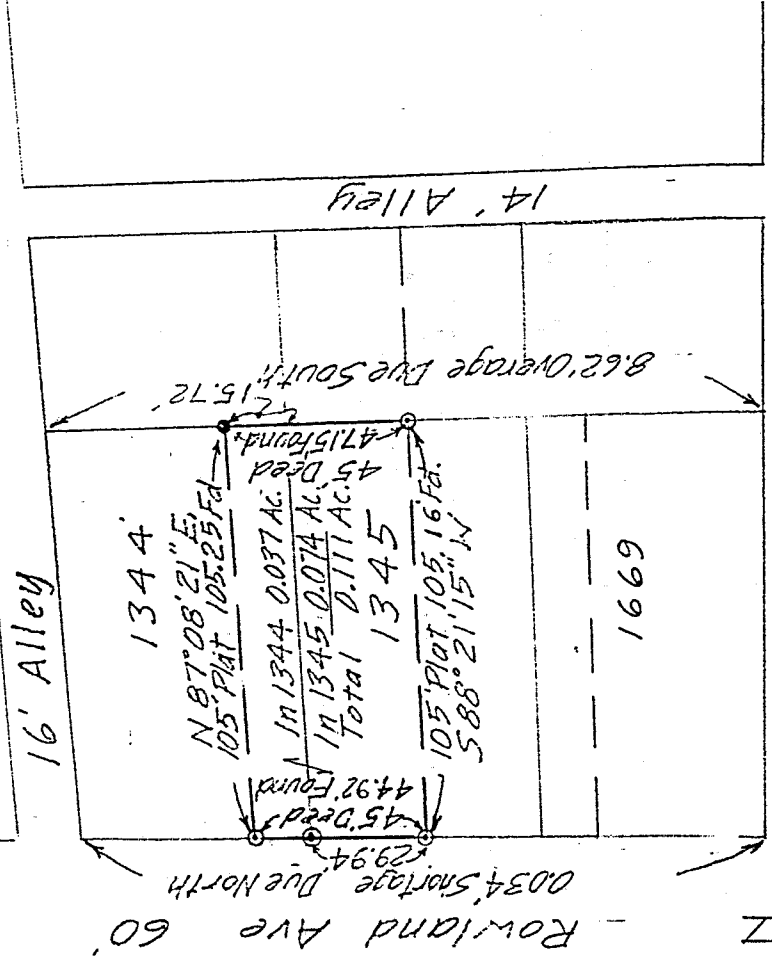 14' Alley
16' Alley
8.62' Overage Due South
15.72'
1344
N 87° 08' 21" E,
105' Plat 105.25 Fd
47.15 Found
45' Deed
In 1344 0.037 Ac.
In 1345 0.074 Ac.
Total 0.111 Ac.
1345
105' Plat 105.16 Fd.
S 88° 21' 15" W
1669
44.92' Found
45' Deed
29.94'
0.034' Shortage Due North
Rowland Ave 60'